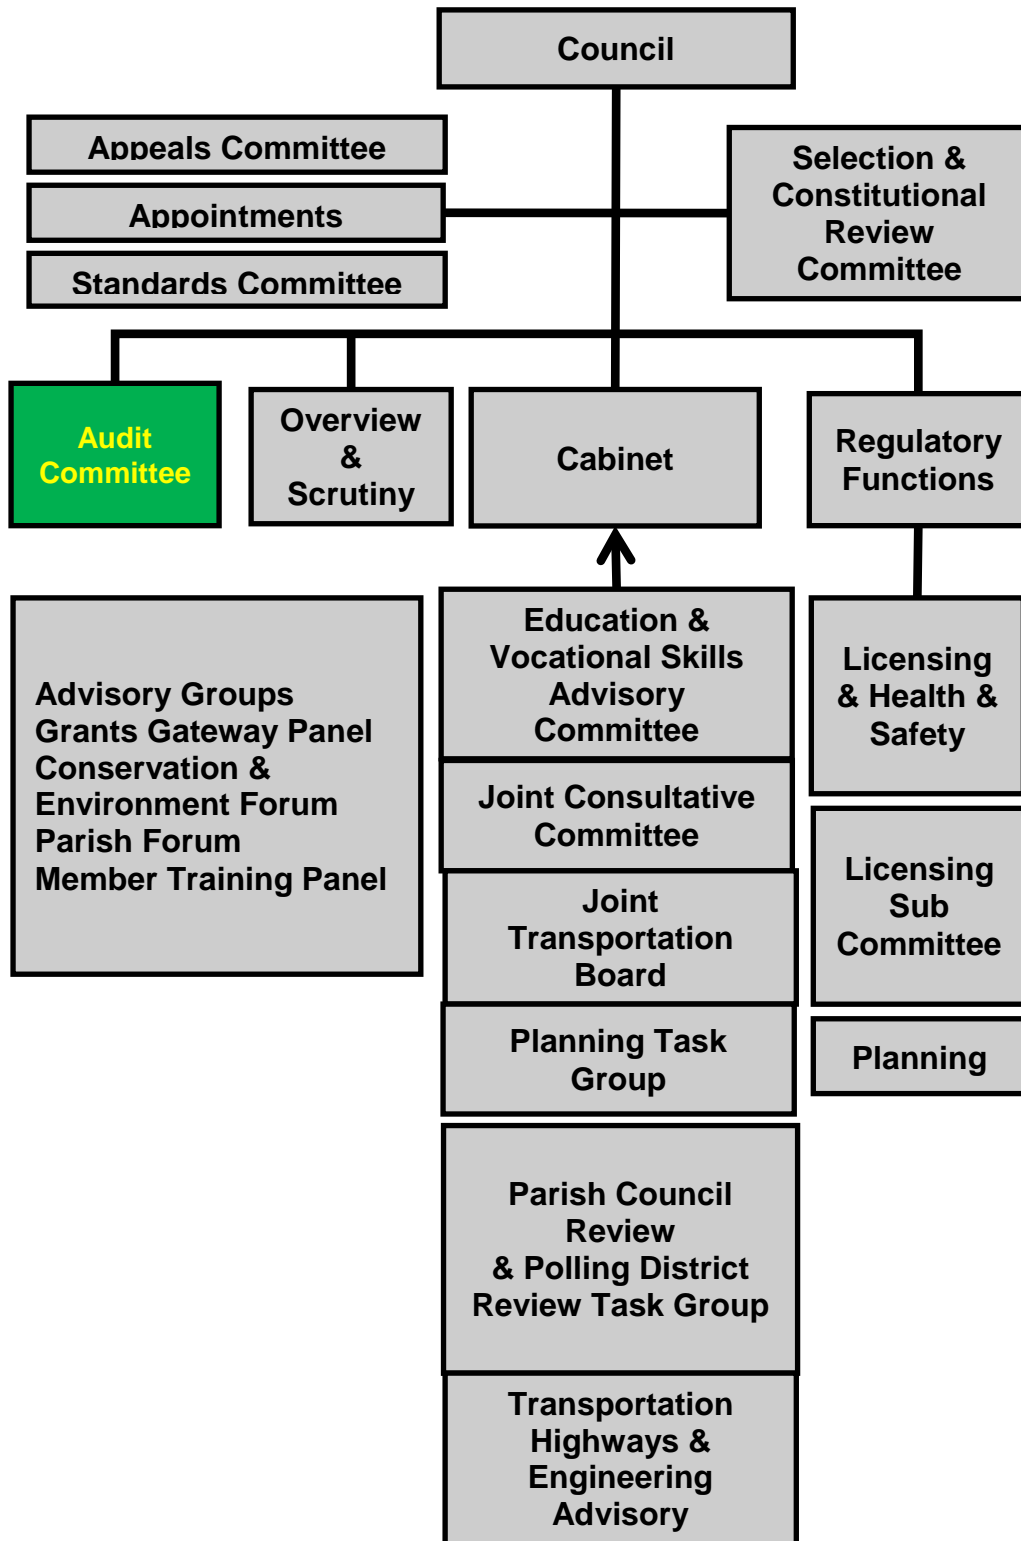 Council
Appeals Committee
Appointments
Standards Committee
Selection &
Constitutional
Review
Committee
Audit
Committee
Overview
&
Scrutiny
Cabinet
Regulatory
Functions
Advisory Groups
Grants Gateway Panel
Conservation &
Environment Forum
Parish Forum
Member Training Panel
Education &
Vocational Skills
Advisory
Committee
Joint Consultative
Committee
Joint
Transportation
Board
Planning Task
Group
Parish Council
Review
& Polling District
Review Task Group
Transportation
Highways &
Engineering
Advisory
Licensing
& Health &
Safety
Licensing
Sub
Committee
Planning